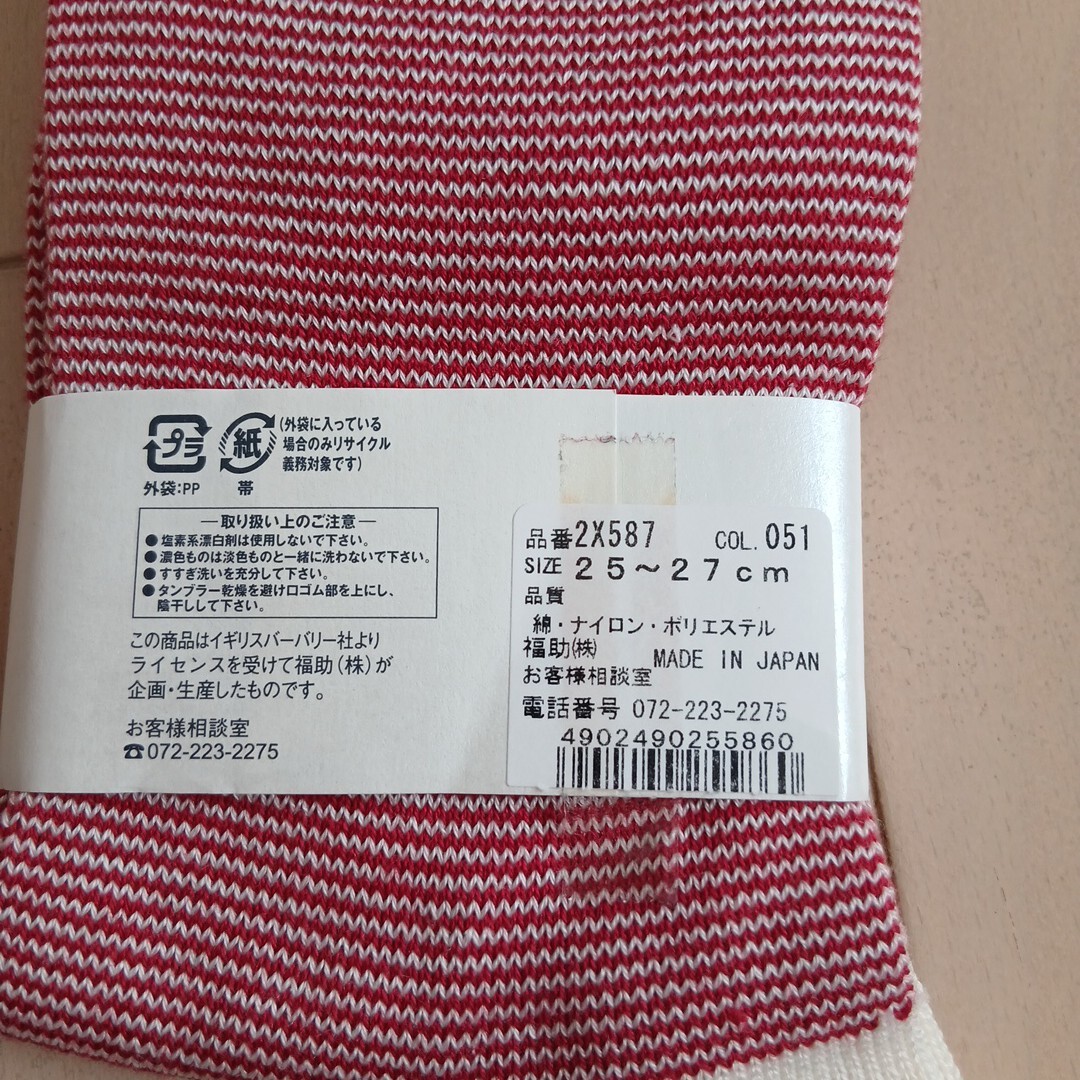 プラ
紙
(外袋に入っている
場合のみリサイクル
義務対象です)
外袋:PP 帯
―取り扱い上のご注意―
●塩素系漂白剤は使用しないで下さい。
●濃色ものは淡色ものと一緒に洗わないで下さい。
●すすぎ洗いを充分して下さい。
●タンブラー乾燥を避け口ゴム部を上にし、
陰干しして下さい。
この商品はイギリスバーバリー社より
ライセンスを受けて福助(株)が
企画・生産したものです。
お客様相談室
☎072-223-2275
品番2X587 COL.051
SIZE 25~27cm
品質
綿・ナイロン・ポリエステル
福助㈱ MADE IN JAPAN
お客様相談室
電話番号 072-223-2275
4902490255860